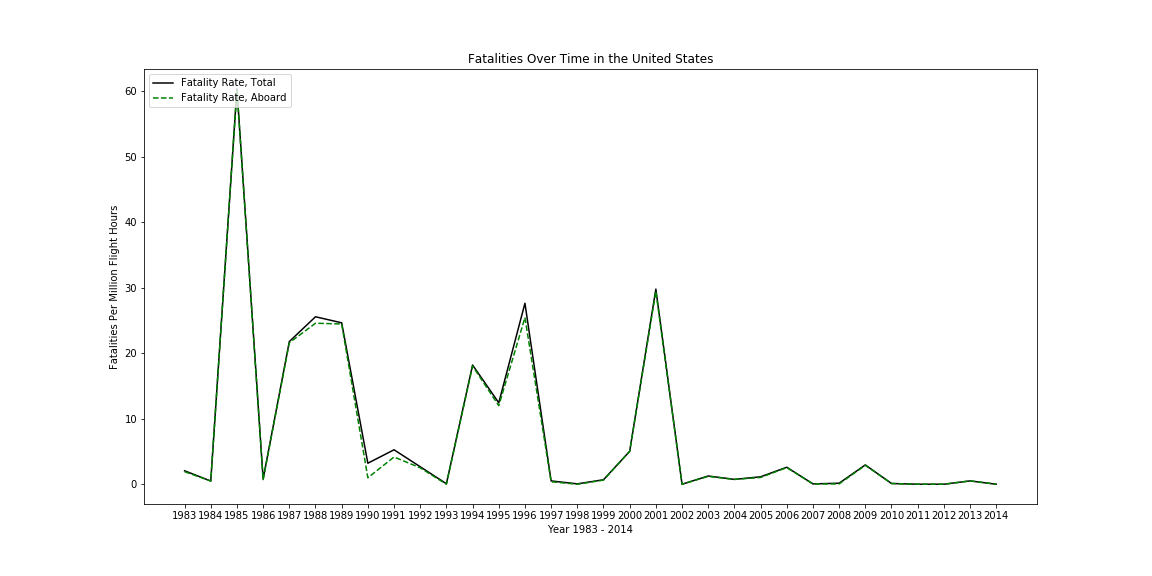 Fatalities Over Time in the United States
Fatality Rate, Total
Fatality Rate, Aboard
60
50
40
30
20
10
0
Fatalities Per Million Flight Hours
1983 1984 1985 1986 1987 1988 1989 1990 1991 1992 1993 1994 1995 1996 1997 1998 1999 2000 2001 2002 2003 2004 2005 2006 2007 2008 2009 2010 2011 2012 2013 2014
Year 1983 - 2014